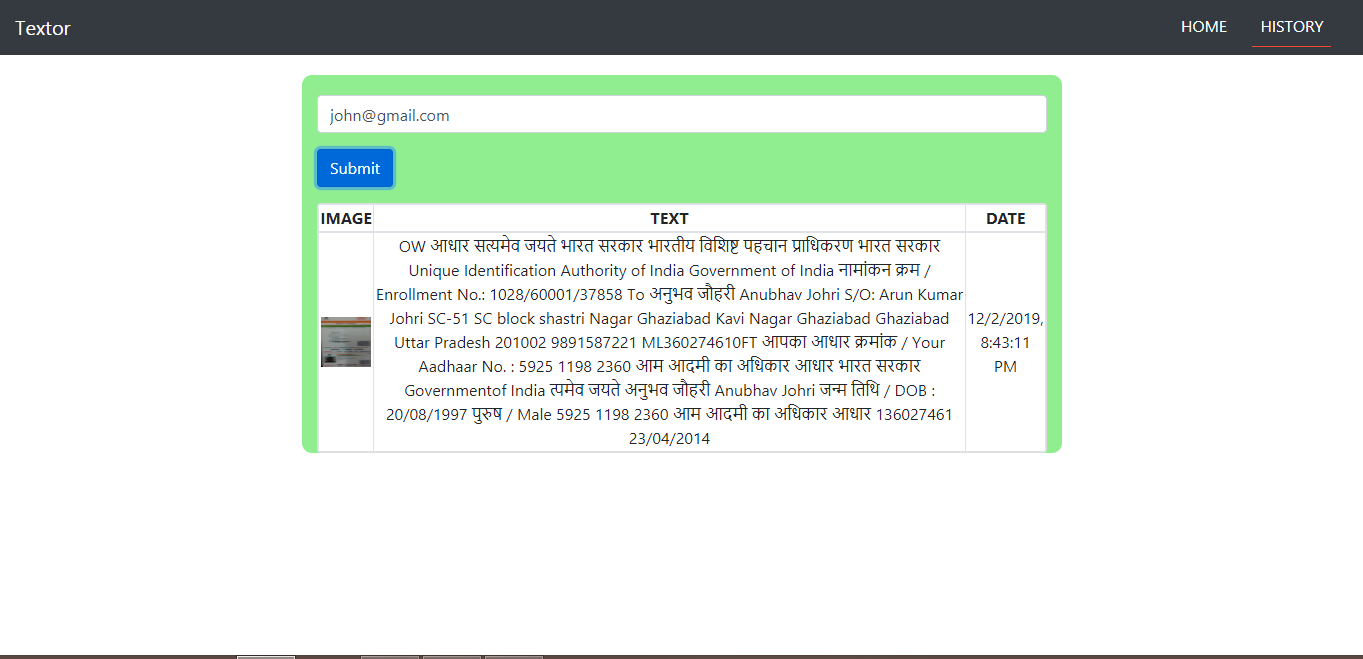 Textor
HOME
HISTORY
john@gmail.com
Submit
IMAGE
TEXT
DATE
OW आधार सत्यमेव जयते भारत सरकार भारतीय विशिष्ट पहचान प्राधिकरण भारत सरकार
Unique Identification Authority of India Government of India नामांकन क्रम /
Enrollment No.: 1028/60001/37858 To अनुभव जौहरी Anubhav Johri S/O: Arun Kumar
Johri SC-51 SC block shastri Nagar Ghaziabad Kavi Nagar Ghaziabad Ghaziabad
Uttar Pradesh 201002 9891587221 ML360274610FT आपका आधार क्रमांक / Your
Aadhaar No. : 5925 1198 2360 आम आदमी का अधिकार आधार भारत सरकार
Governmentof India त्पमेव जयते अनुभव जौहरी Anubhav Johri जन्म तिथि / DOB :
20/08/1997 पुरुष / Male 5925 1198 2360 आम आदमी का अधिकार आधार 136027461
23/04/2014
12/2/2019,
8:43:11
PM